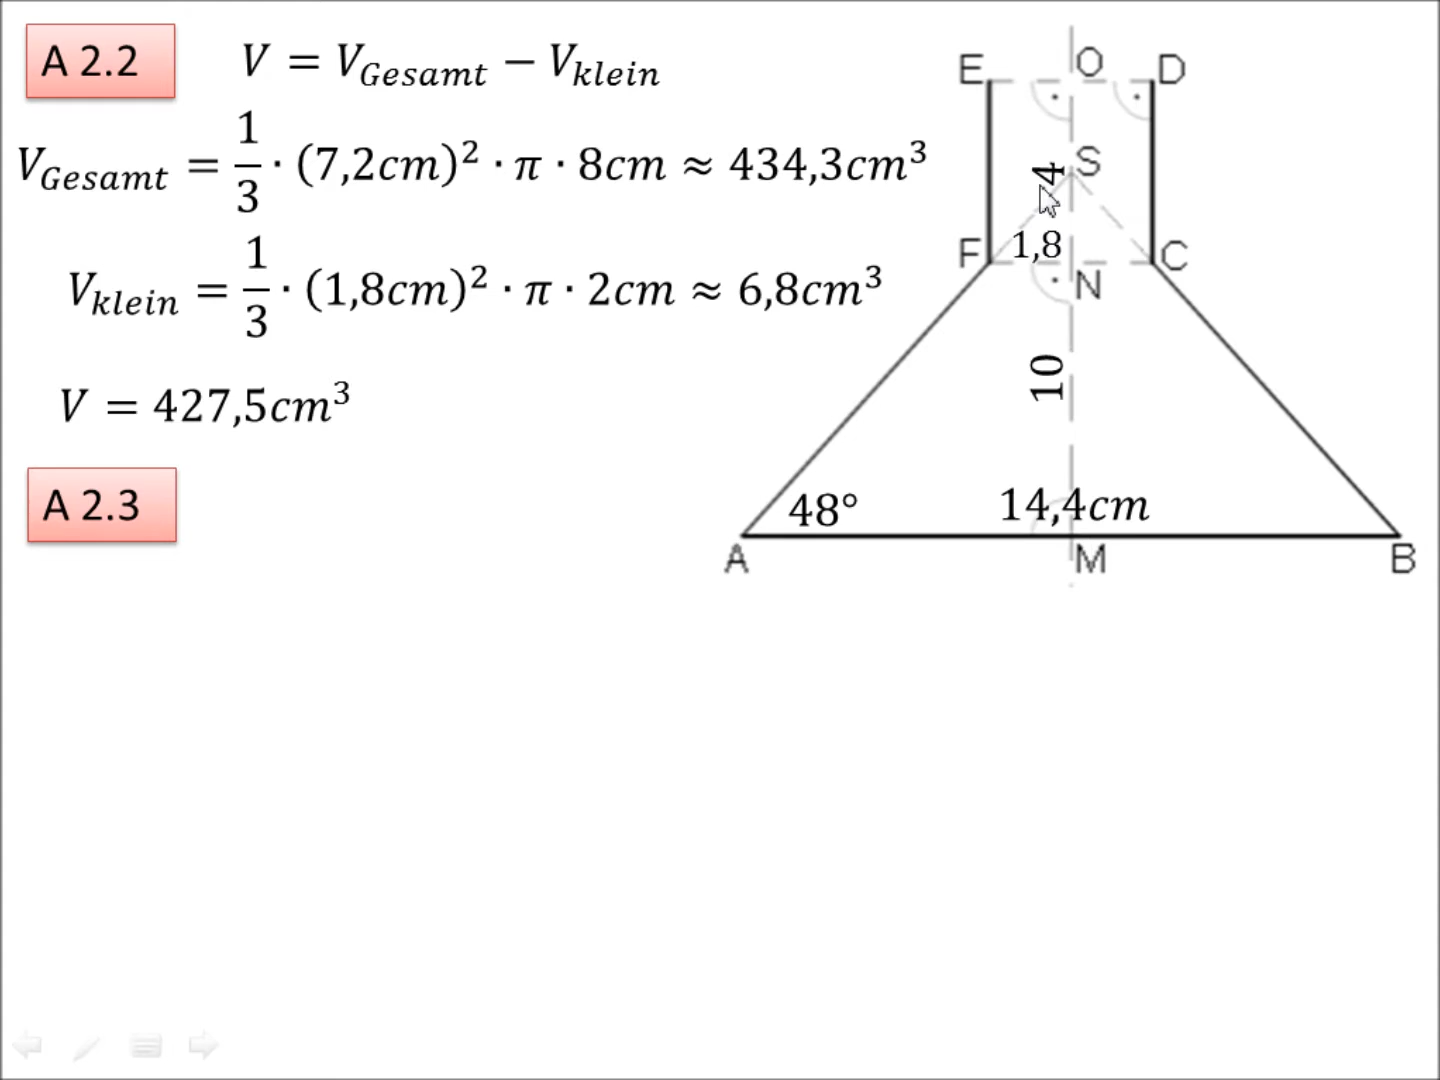 A 2.2
V = V_Gesamt − V_klein
V_Gesamt = 1/3 · (7,2cm)² · π · 8cm ≈ 434,3cm³
V_klein = 1/3 · (1,8cm)² · π · 2cm ≈ 6,8cm³
V = 427,5cm³
A 2.3
E O D
S
4
F 1,8 C
N
10
48° 14,4cm
A M B